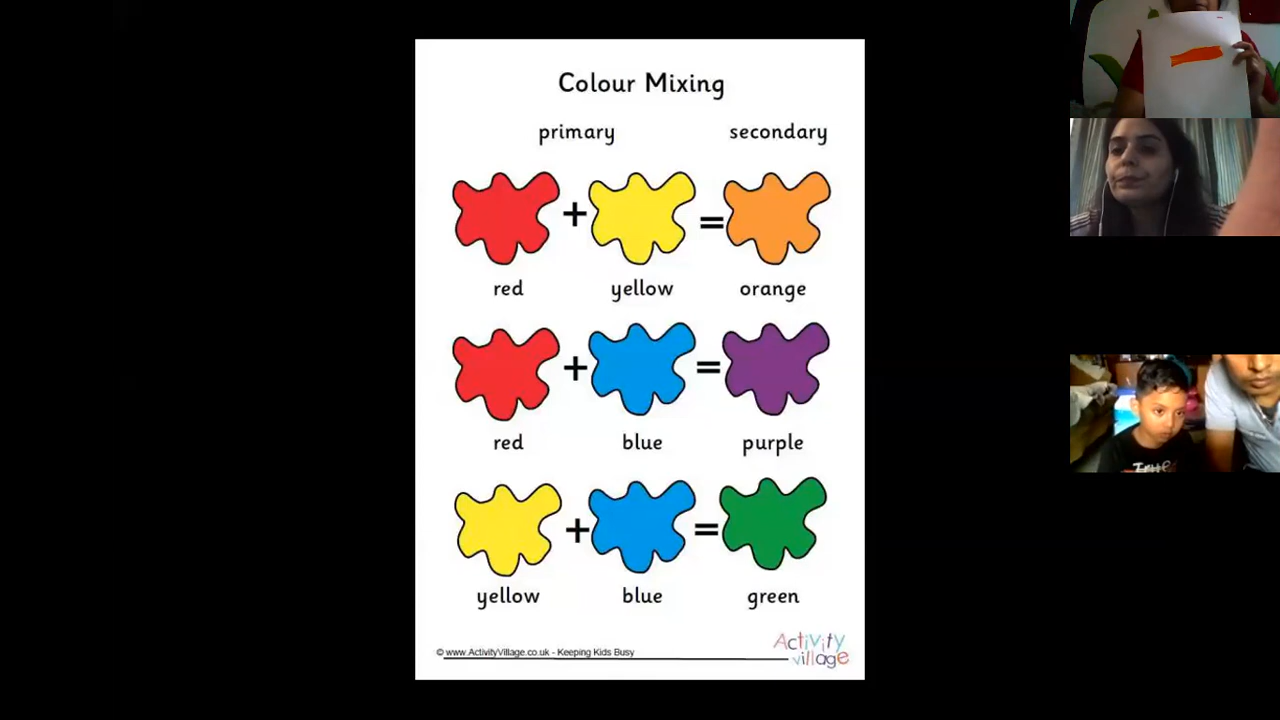 Colour Mixing
primary secondary
+ =
red yellow orange
+ =
red blue purple
+ =
yellow blue green
© www.ActivityVillage.co.uk - Keeping Kids Busy
Activity
village